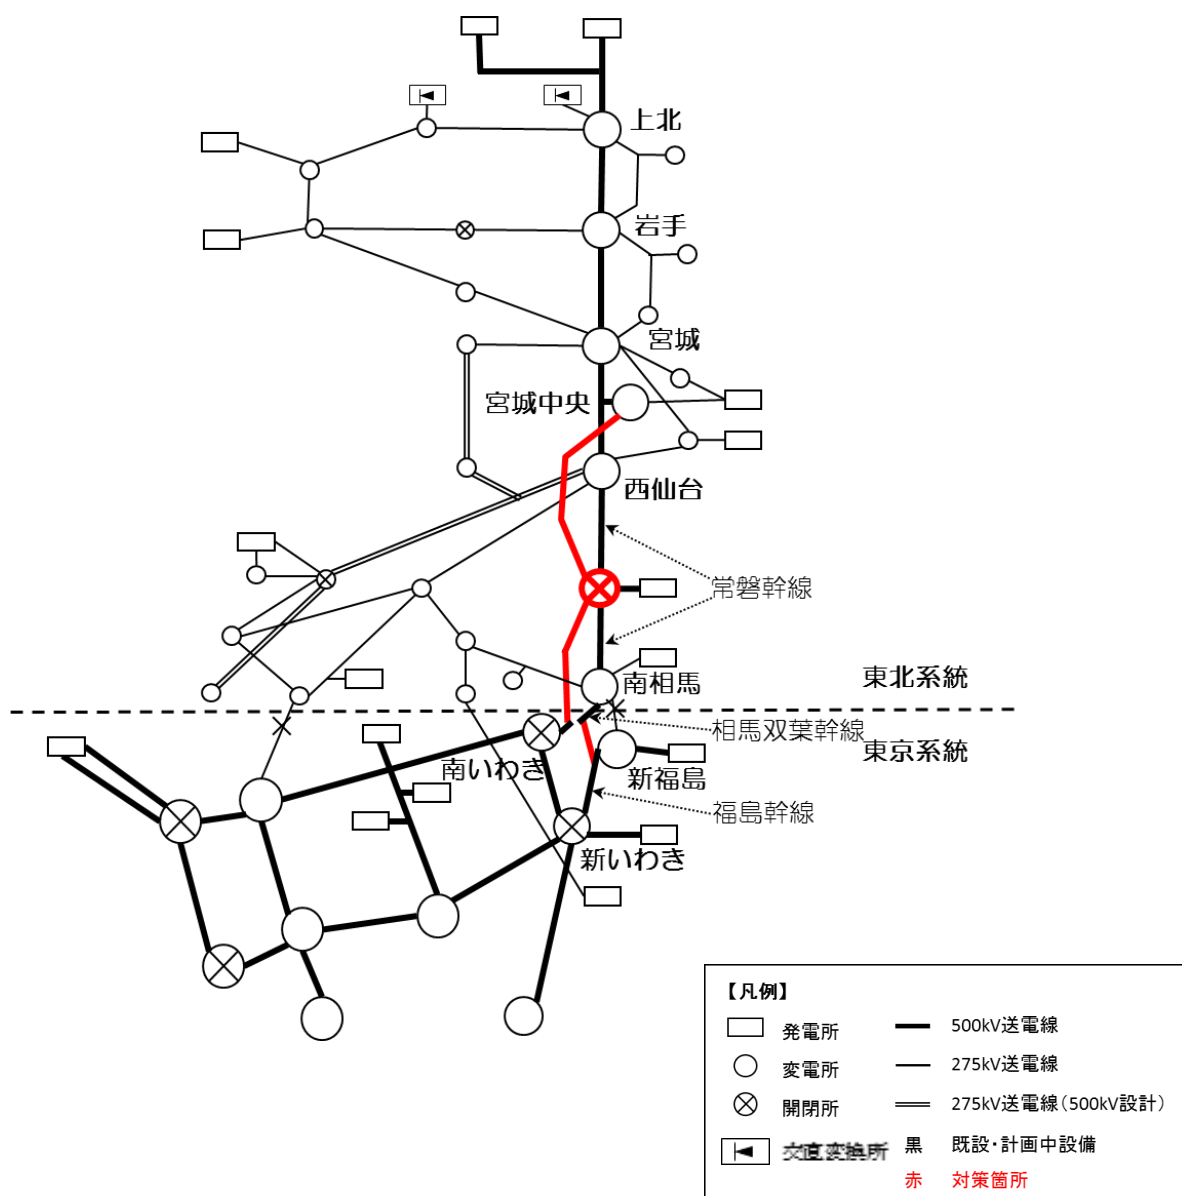 上北
岩手
宮城
宮城中央
西仙台
常磐幹線
南相馬
東北系統
相馬双葉幹線
東京系統
南いわき
新福島
福島幹線
新いわき
【凡例】
発電所
500kV送電線
変電所
275kV送電線
開閉所
275kV送電線(500kV設計)
交直変換所
黒 既設・計画中設備
赤 対策箇所